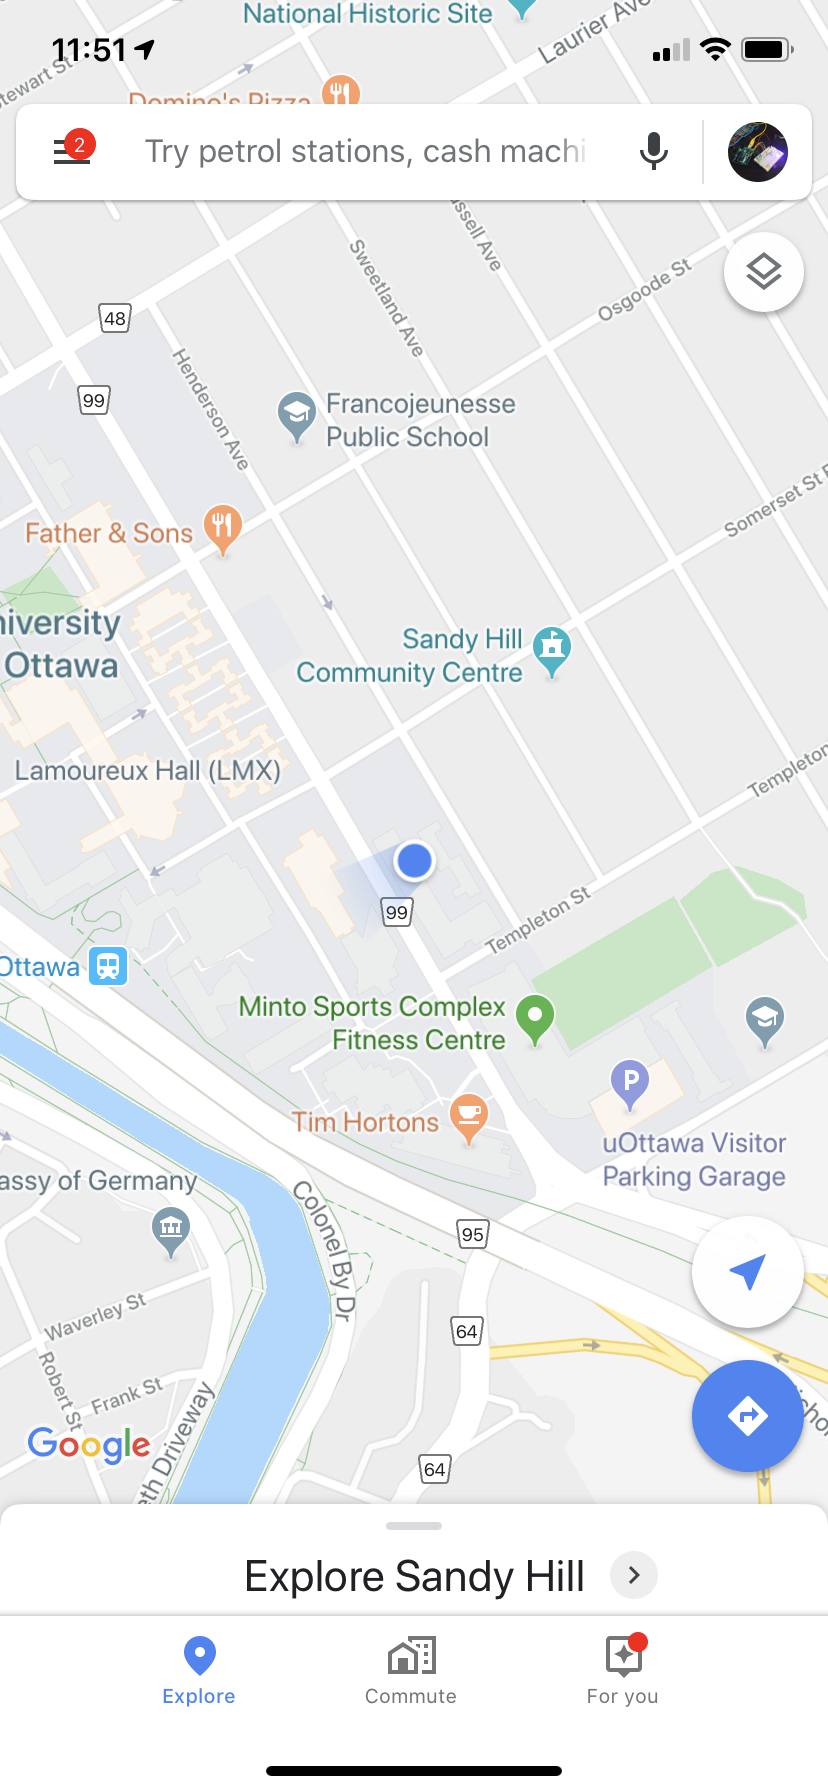 National Historic Site
Laurier Ave
11:51
Domino's Pizza
2
Try petrol stations, cash machi
Sweetland Ave
Osgoode St
48
Henderson Ave
99
Francojeunesse
Public School
Somerset St
Father & Sons
Sandy Hill
Community Centre
Ottawa
Lamoureux Hall (LMX)
Templeton
99
Templeton St
Ottawa
Minto Sports Complex
Fitness Centre
P
Tim Hortons
uOttawa Visitor
Parking Garage
assy of Germany
Colonel By Dr
95
Waverley St
64
Robert St
Frank St
Google
eth Driveway
64
Explore Sandy Hill
Explore
Commute
For you